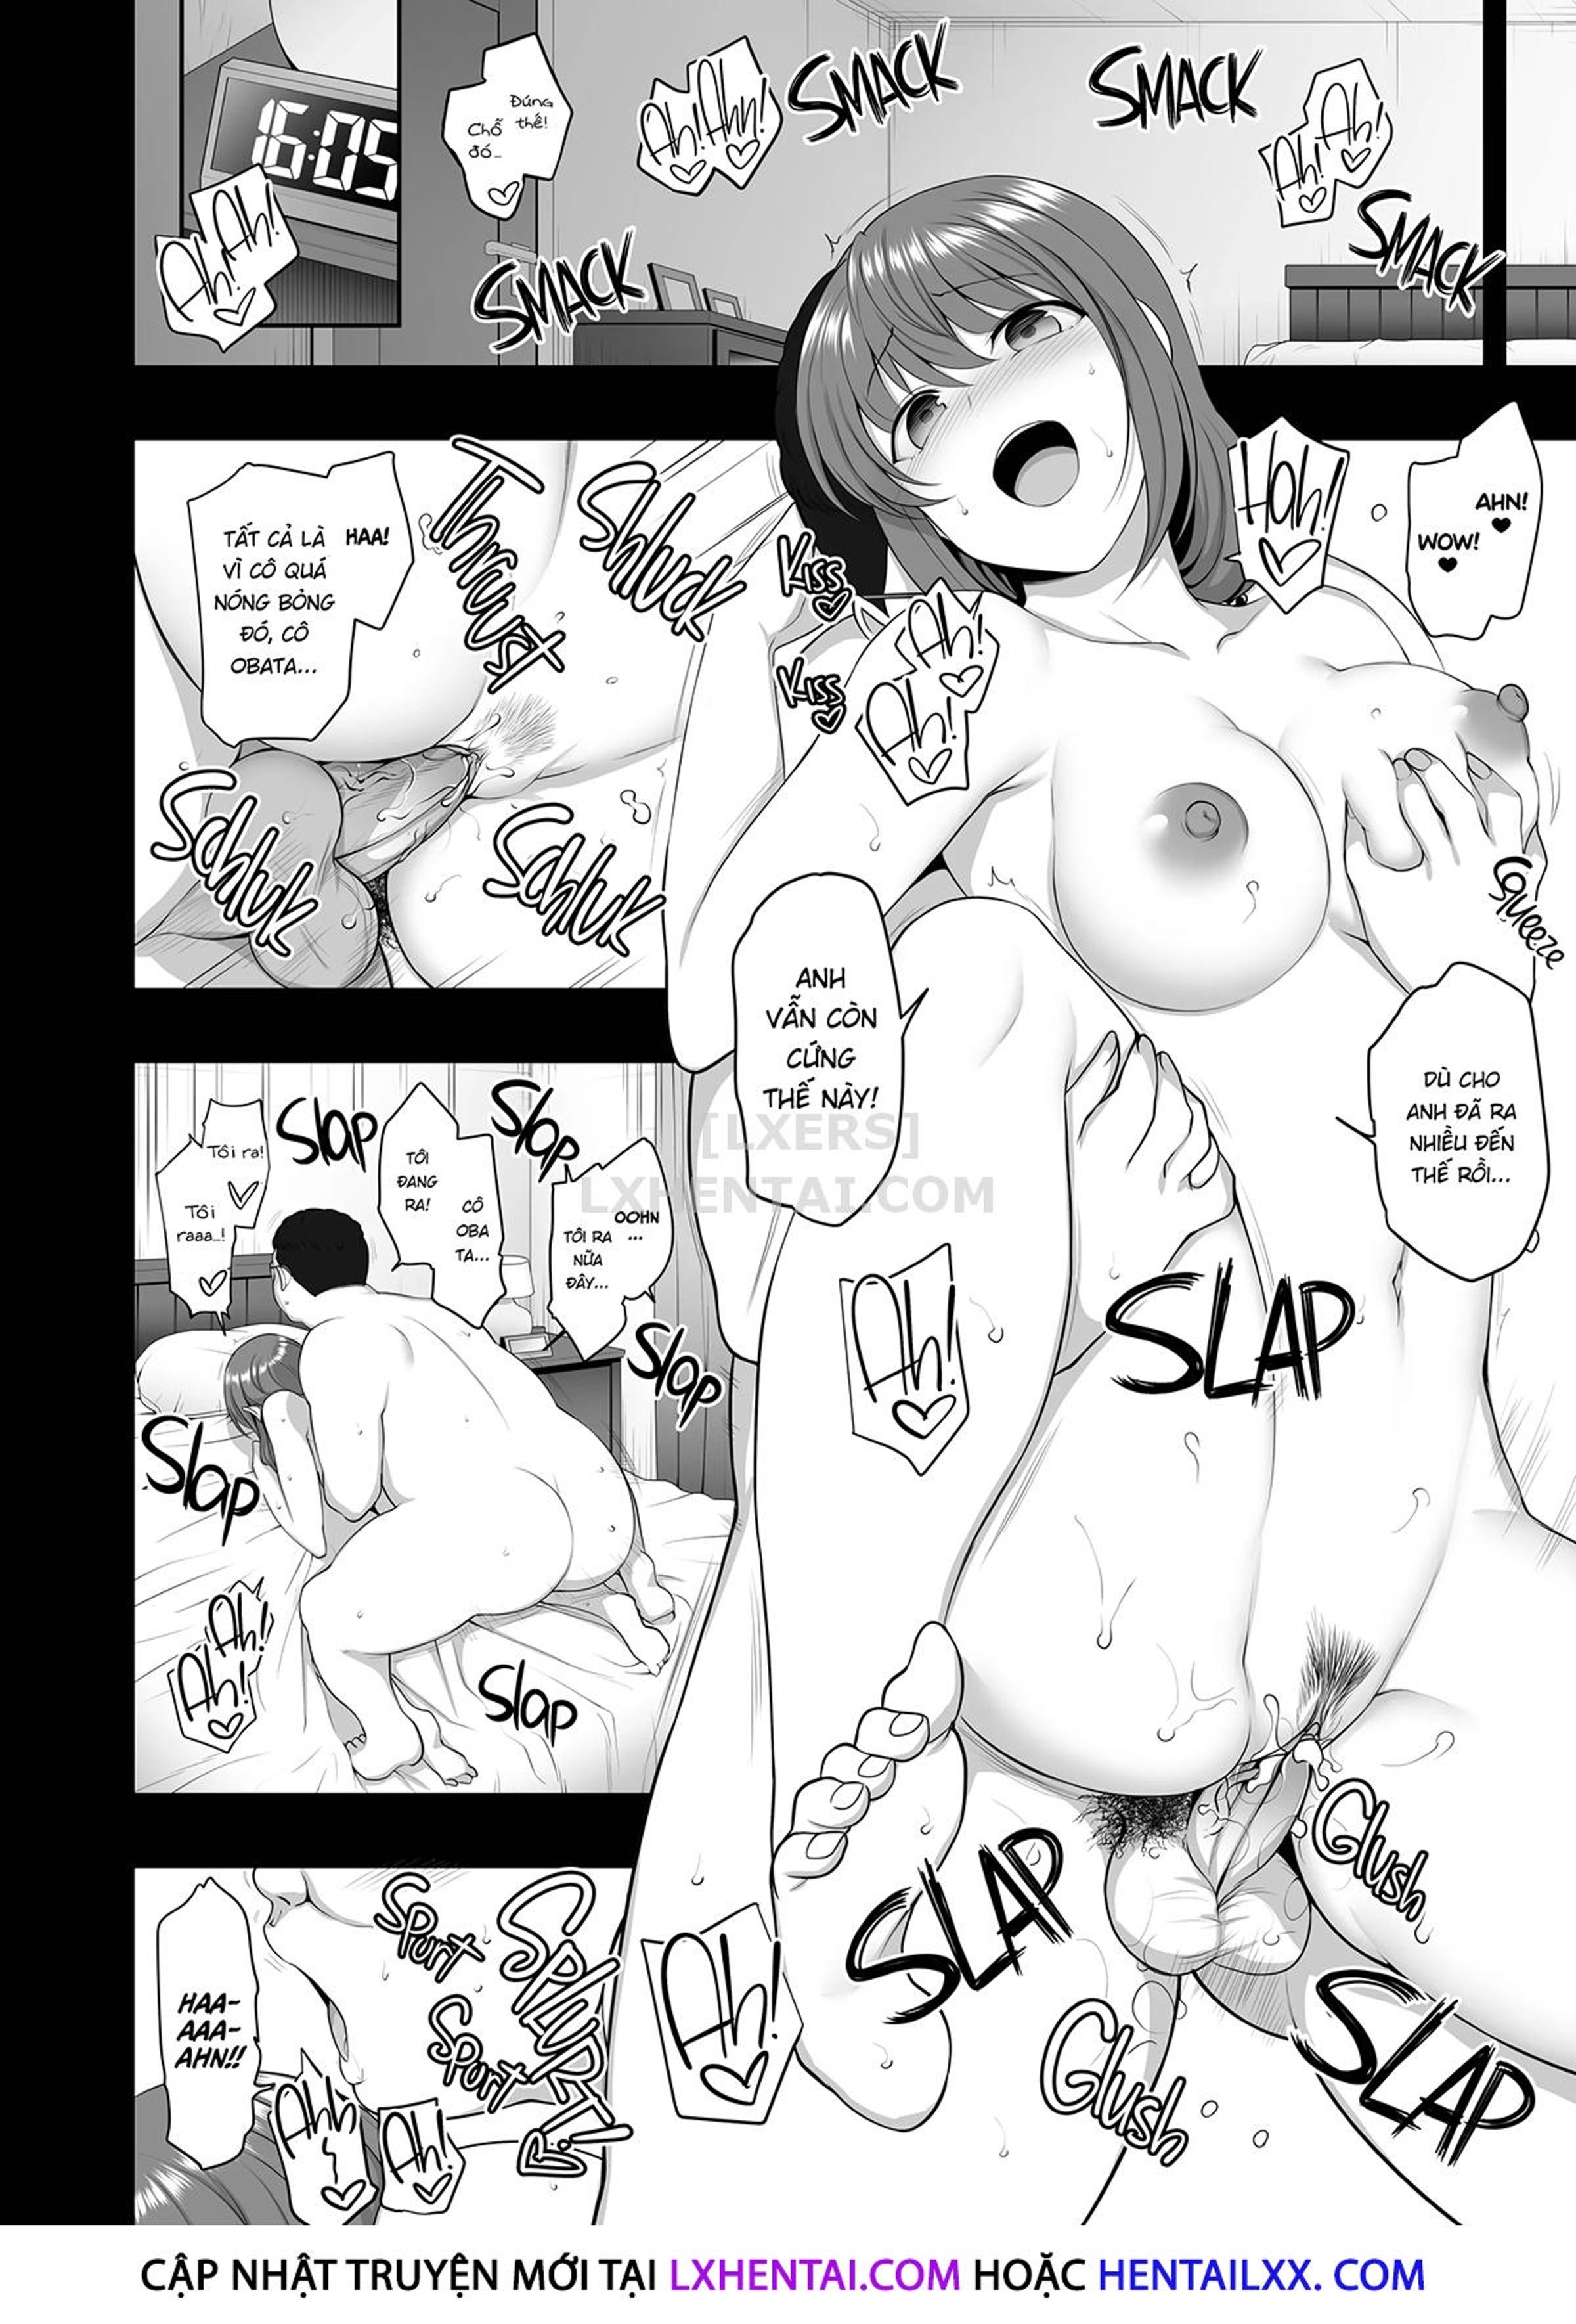 16:05
Đúng
thế!
Chỗ
đó...
Ah! Ahn!
SMACK
SMACK
Ah! Ah!
Ah! Ah!
SMACK
SMACK
AHN!
WOW!
Hah!
Kiss
Kiss
Ah!
Ah!
Squeeze
HAA!
TẤT CẢ LÀ
VÌ CÔ QUÁ
NÓNG BỎNG
ĐÓ, CÔ
OBATA...
Thrust
Shluck
Schluk
Schluk
DÙ CHO
ANH ĐÃ RA
NHIỀU ĐẾN
THẾ RỒI...
ANH
VẪN CÒN
CỨNG
THẾ NÀY!
[LXERS]
LXHENTAI.COM
SLAP
Ah!
OOHN
...
TÔI RA
NỮA
ĐÂY...
Slap
TÔI
ĐANG
RA!
CÔ
OBA
TA...
Slap
Tôi ra!
Tôi
raaa...!
Slap
Slap
Ah!
Ah!
Slap
Glush
SLAP
Ah!
Glush
SLAP
Spurt
Spurt
SPLURT!
HAA-
AAA-
AHN!!
Ahh
Ah!
CẬP NHẬT TRUYỆN MỚI TẠI LXHENTAI.COM HOẶC HENTAILXX. COM